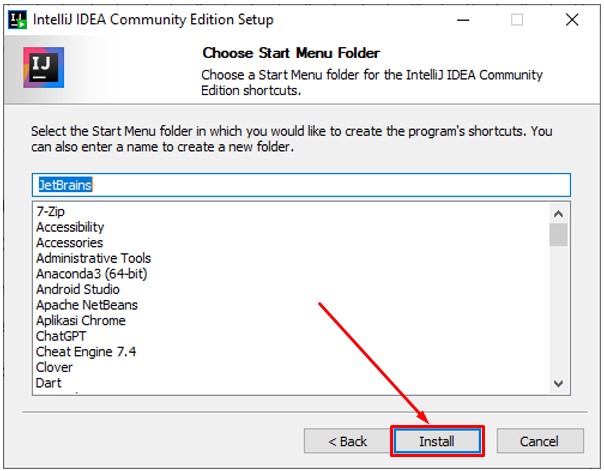 IntelliJ IDEA Community Edition Setup
IJ
Choose Start Menu Folder
Choose a Start Menu folder for the IntelliJ IDEA Community
Edition shortcuts.
Select the Start Menu folder in which you would like to create the program's shortcuts. You
can also enter a name to create a new folder.
JetBrains
7-Zip
Accessibility
Accessories
Administrative Tools
Anaconda3 (64-bit)
Android Studio
Apache NetBeans
Aplikasi Chrome
ChatGPT
Cheat Engine 7.4
Clover
Dart
< Back
Install
Cancel